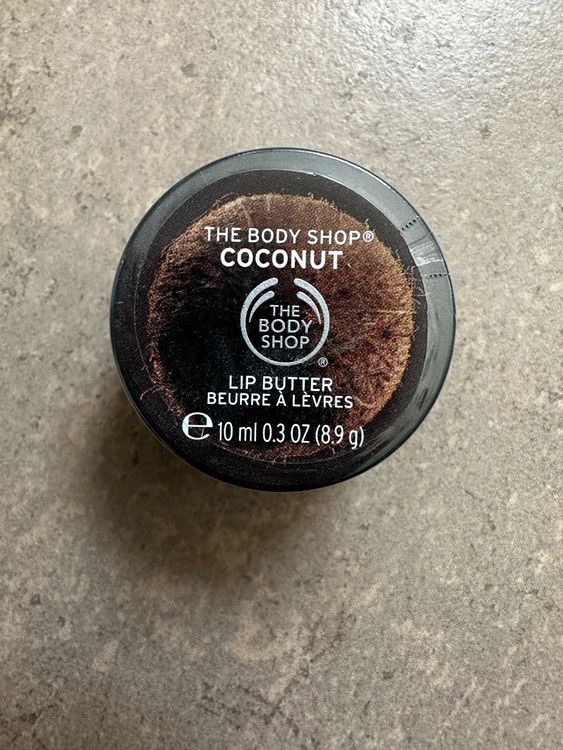 THE BODY SHOP®
COCONUT
THE
BODY
SHOP
®
LIP BUTTER
BEURRE À LÈVRES
℮ 10 ml 0.3 OZ (8.9 g)